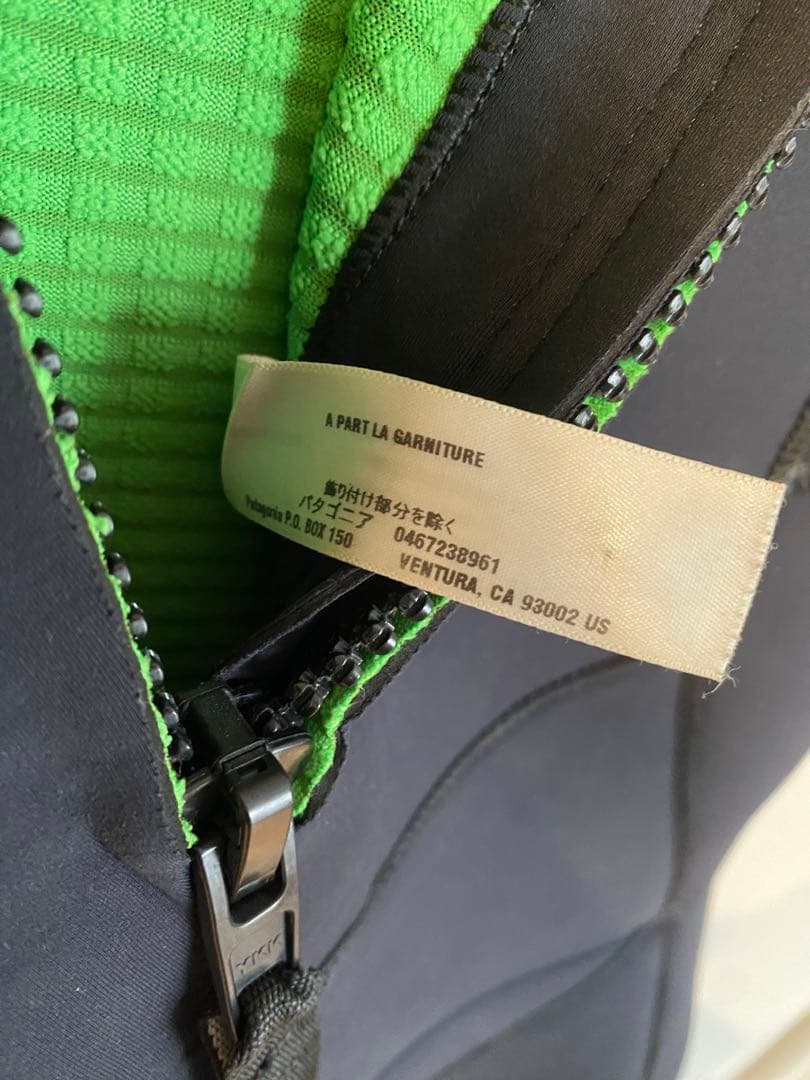 A PART LA GARNITURE
飾り付け部分を除く
パタゴニア 0467238961
Patagonia P.O. BOX 150 VENTURA, CA 93002 US
YKK